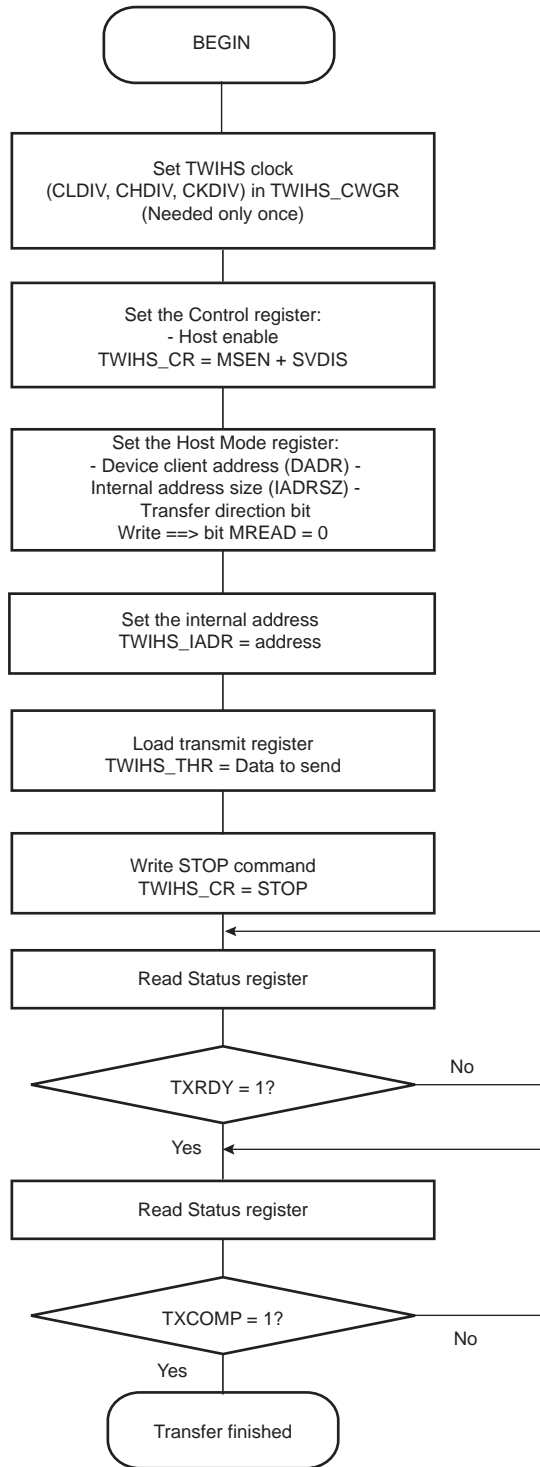 BEGIN
Set TWIHS clock
(CLDIV, CHDIV, CKDIV) in TWIHS_CWGR
(Needed only once)
Set the Control register:
- Host enable
TWIHS_CR = MSEN + SVDIS
Set the Host Mode register:
- Device client address (DADR) -
Internal address size (IADRSZ) -
Transfer direction bit
Write ==> bit MREAD = 0
Set the internal address
TWIHS_IADR = address
Load transmit register
TWIHS_THR = Data to send
Write STOP command
TWIHS_CR = STOP
Read Status register
TXRDY = 1?
No
Yes
Read Status register
TXCOMP = 1?
No
Yes
Transfer finished